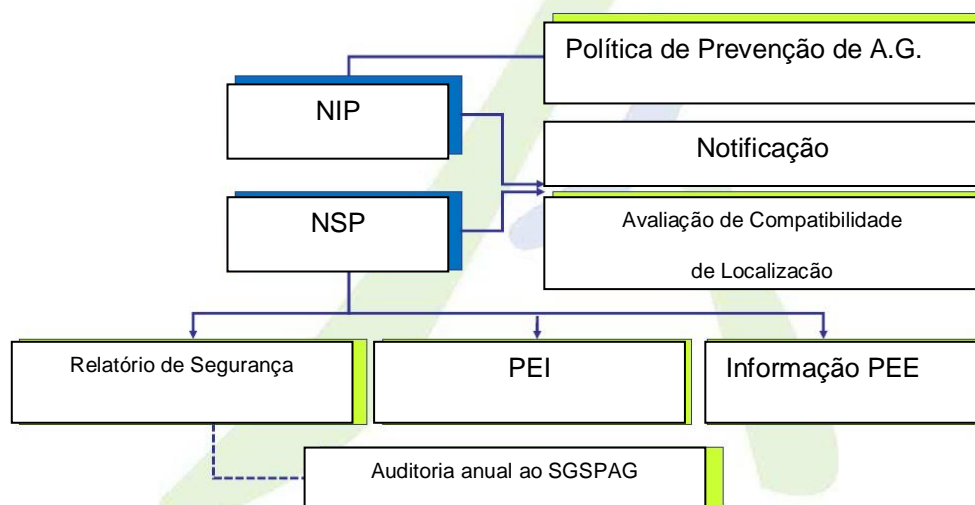 Política de Prevenção de A.G.
NIP
Notificação
NSP
Avaliação de Compatibilidade
de Localização
Relatório de Segurança
PEI
Informação PEE
Auditoria anual ao SGSPAG